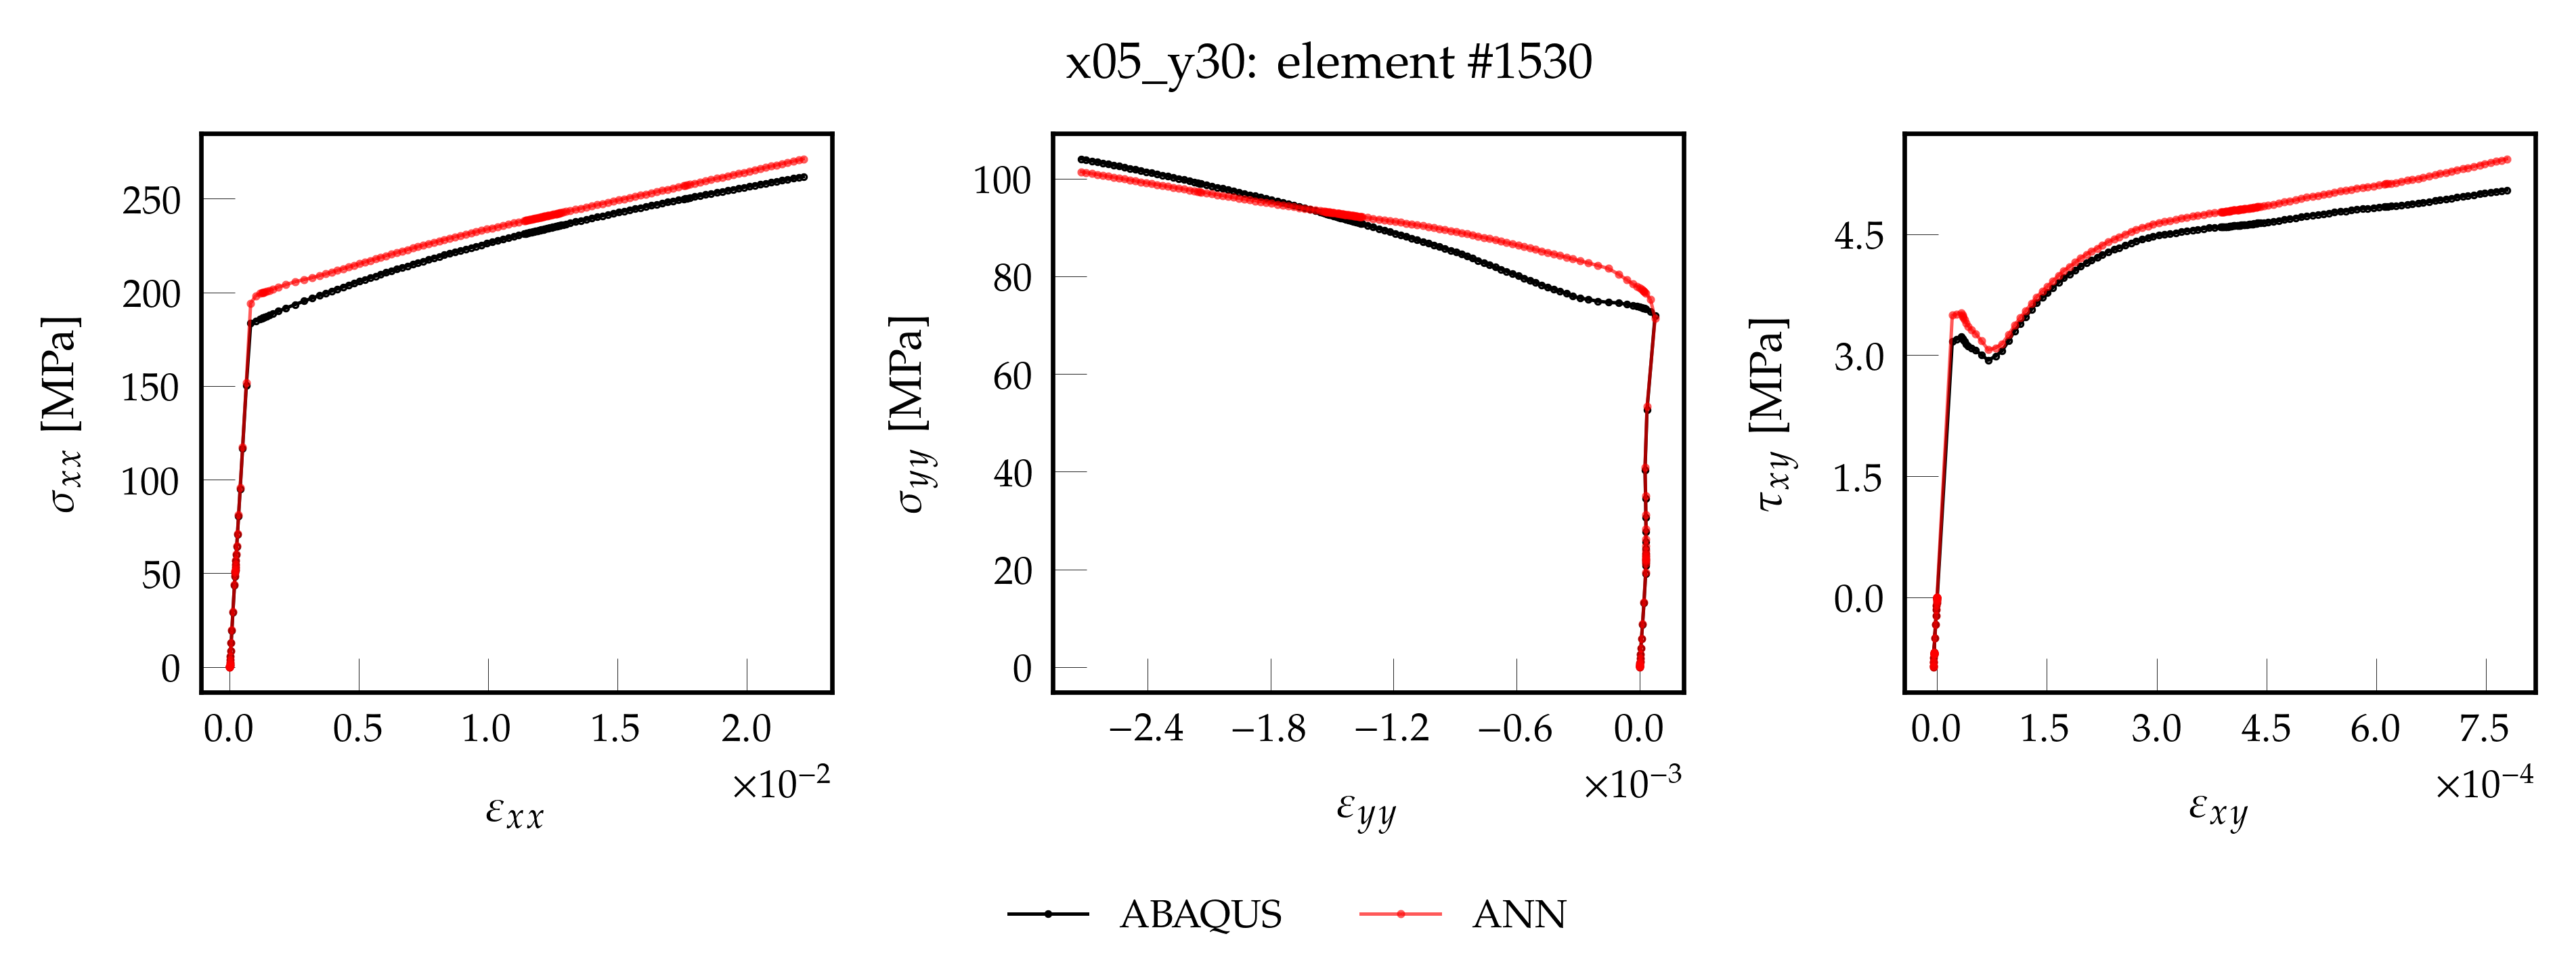 x05_y30: element #1530
σxx [MPa]
250
200
150
100
50
0
0.0 0.5 1.0 1.5 2.0
×10−2
εxx
σyy [MPa]
100
80
60
40
20
0
−2.4 −1.8 −1.2 −0.6 0.0
×10−3
εyy
τxy [MPa]
4.5
3.0
1.5
0.0
0.0 1.5 3.0 4.5 6.0 7.5
×10−4
εxy
ABAQUS ANN